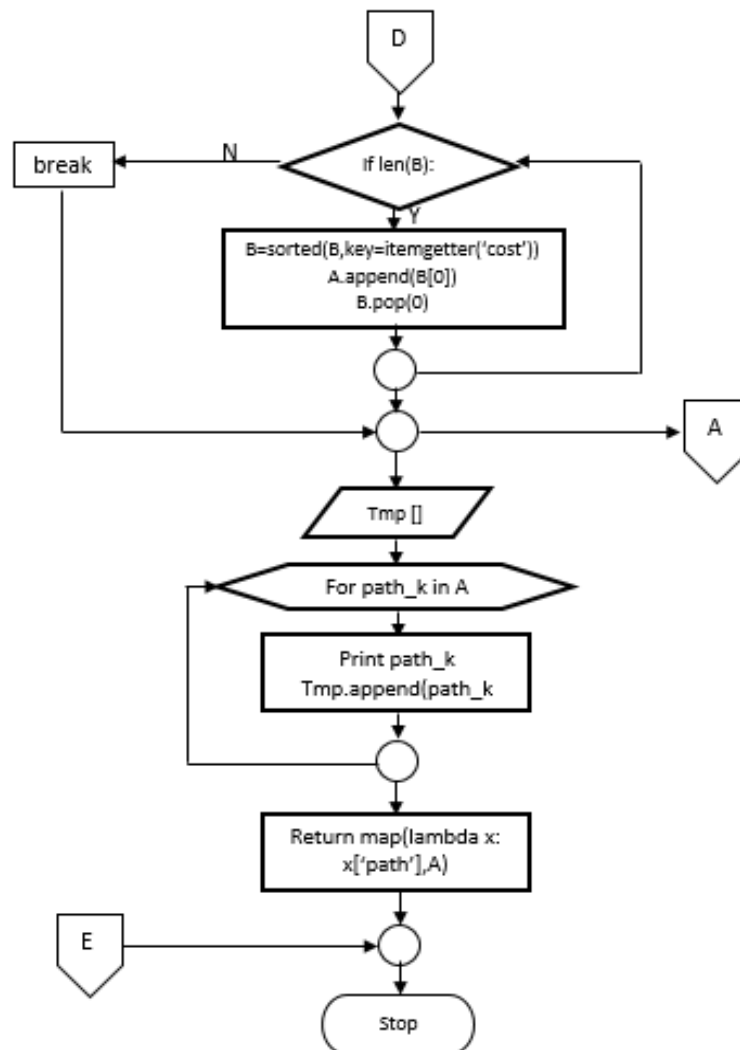 D
If len(B):
N
break
Y
B=sorted(B,key=itemgetter(‘cost’))
A.append(B[0])
B.pop(0)
A
Tmp []
For path_k in A
Print path_k
Tmp.append(path_k
Return map(lambda x:
x[‘path’],A)
E
Stop